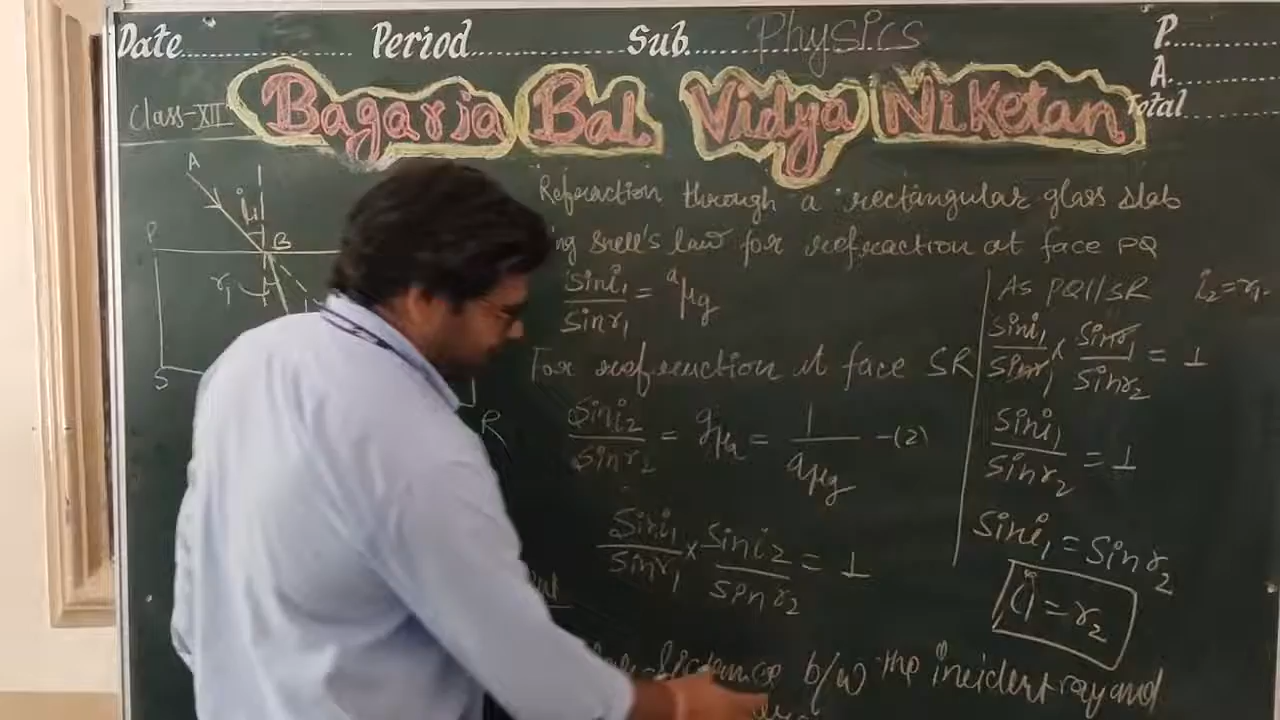 Date.................. Period.................. Sub....... Physics
P............
A............
Total............
Class-XII
Bagaria Bal Vidya Niketan
A
i₁
P
B
r₁
S
R
Refraction through a rectangular glass slab
ing snell's law for refraction at face PQ
sini₁/sinr₁ = ᵃμg
For refraction at face SR
sini₂/sinr₂ = ᵍμa = 1/ᵃμg -(2)
sini₁/sinr₁ × sini₂/sinr₂ = 1
As PQ||SR i₂=r₁
sini₁/sinr₁ × sinr₁/sinr₂ = 1
sini₁/sinr₂ = 1
sini₁ = sinr₂
i₁ = r₂
distance b/w the incident ray and